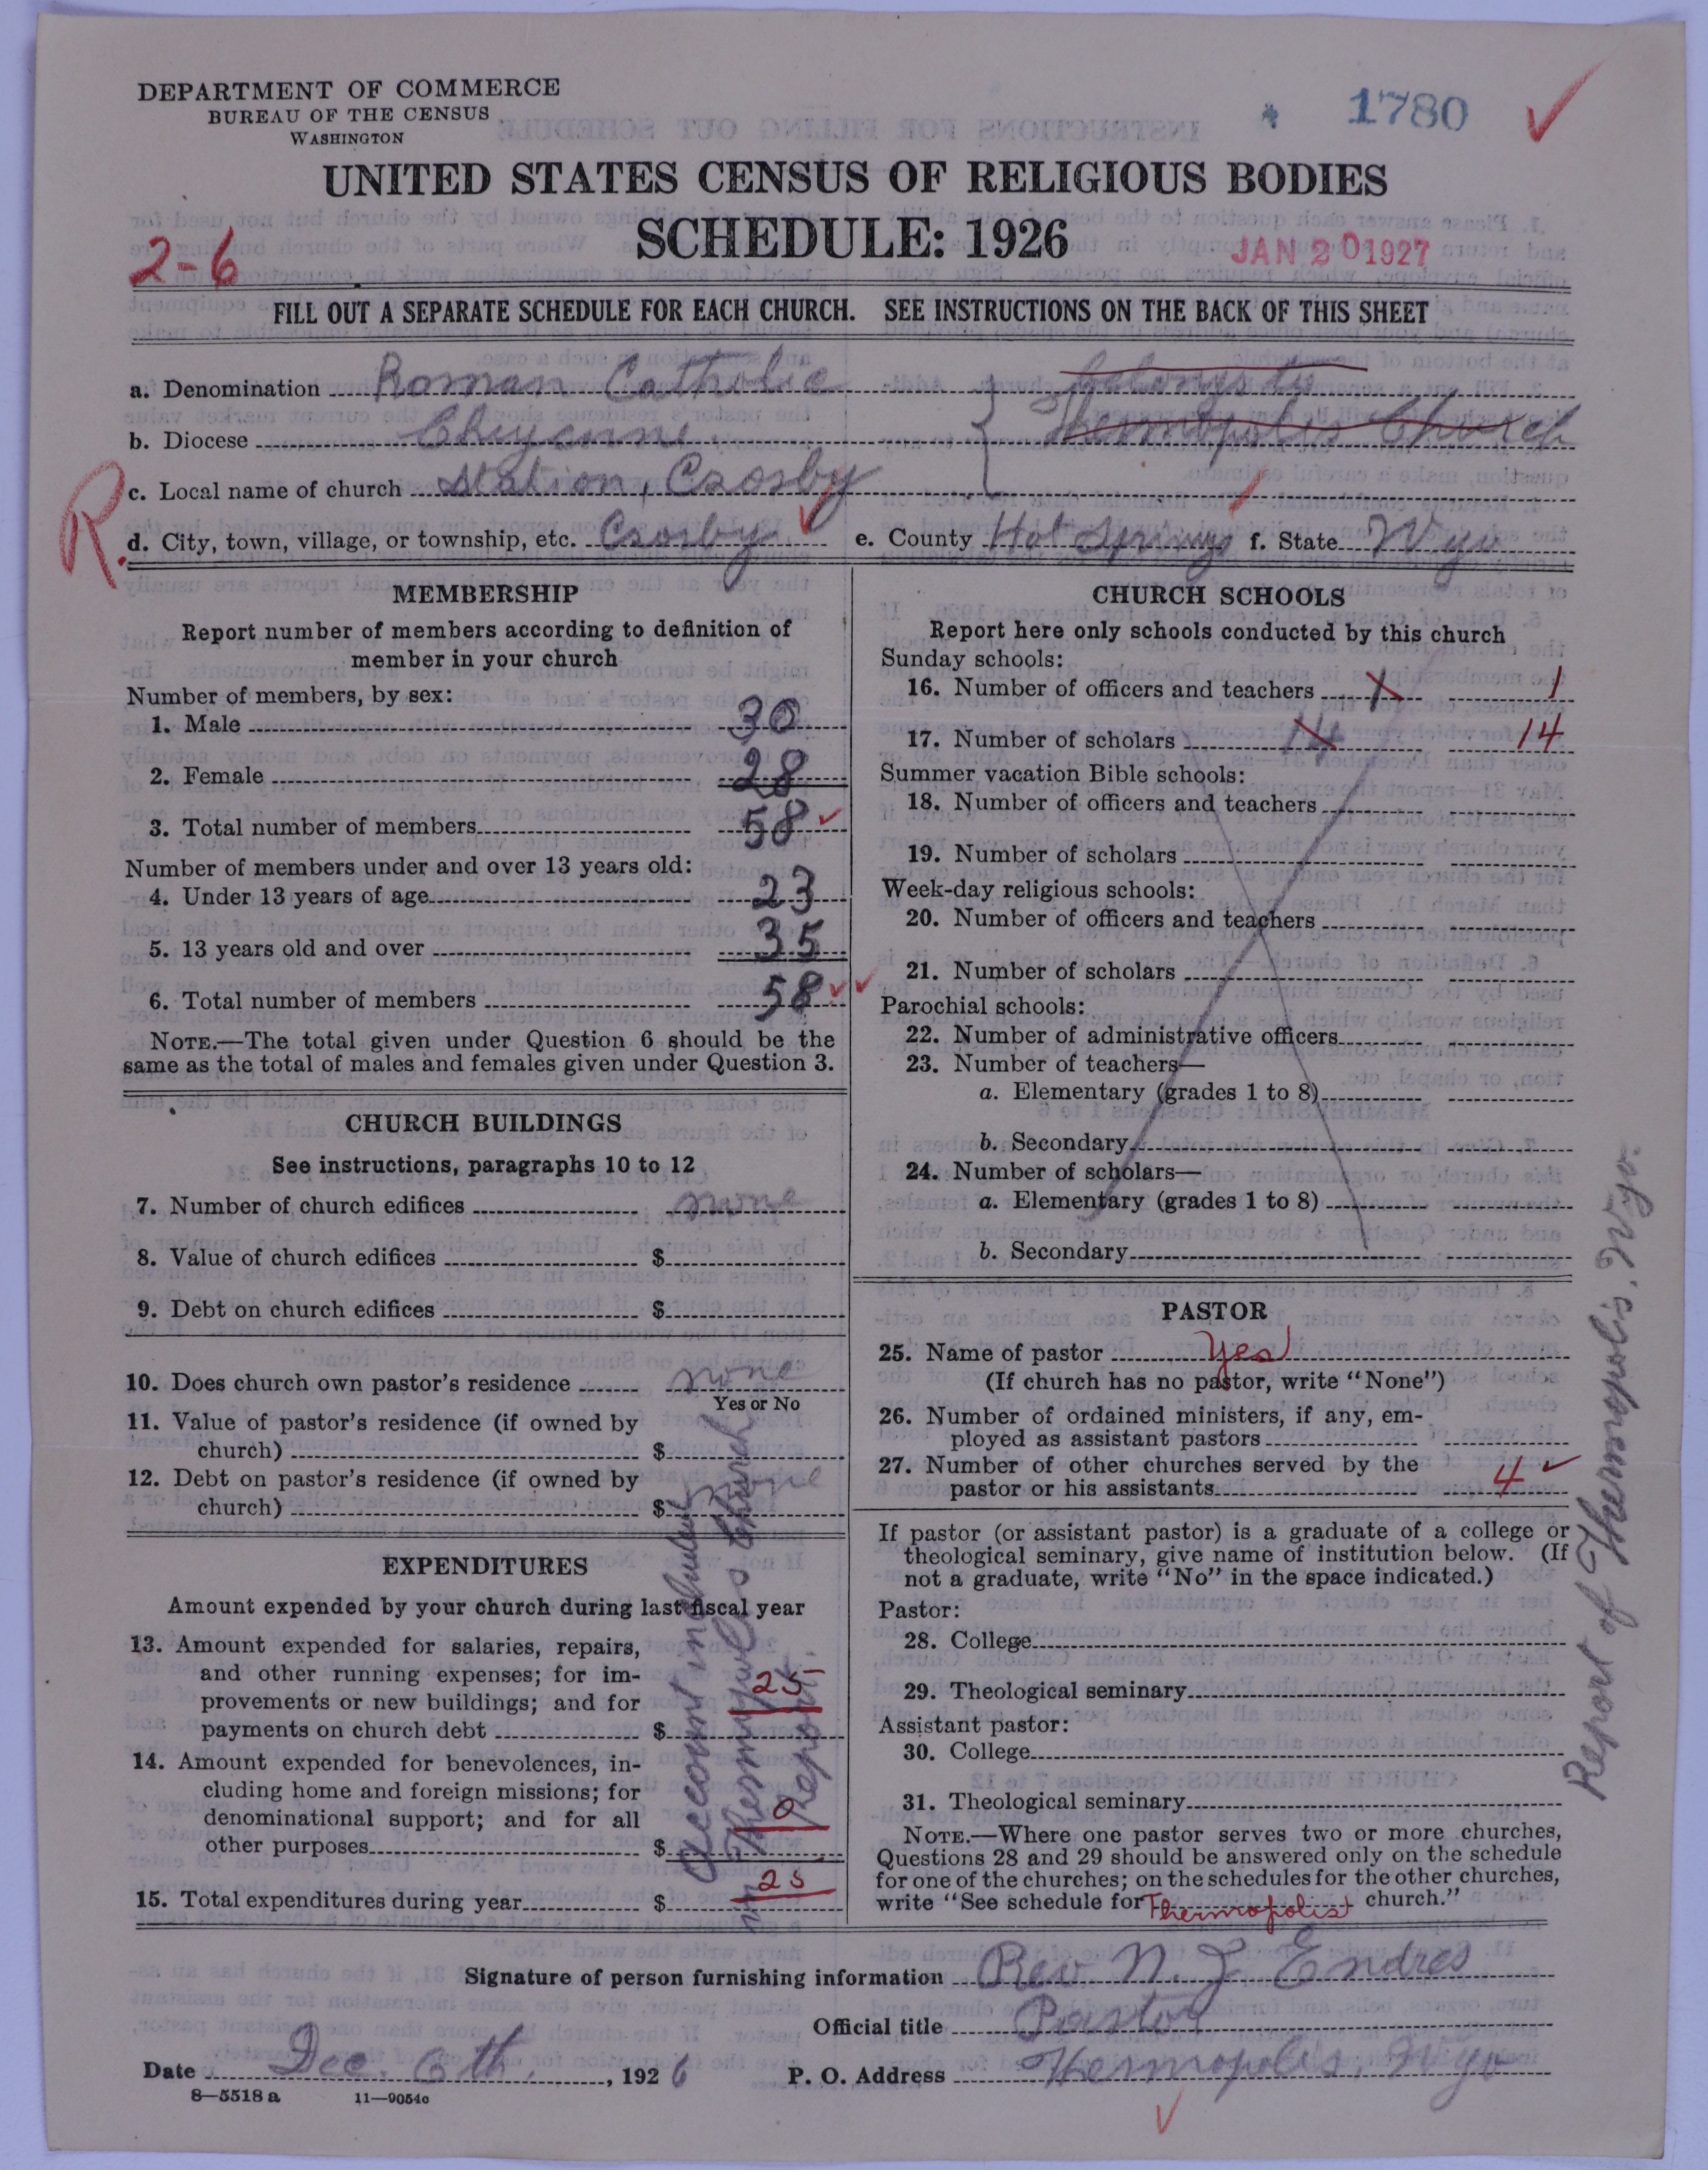 DEPARTMENT OF COMMERCE
BUREAU OF THE CENSUS
WASHINGTON
1780
UNITED STATES CENSUS OF RELIGIOUS BODIES
SCHEDULE: 1926
2-6
JAN 20 1927
FILL OUT A SEPARATE SCHEDULE FOR EACH CHURCH. SEE INSTRUCTIONS ON THE BACK OF THIS SHEET
a. Denomination Roman Catholic
belongs to
b. Diocese Cheyenne
Thermopolis Church
c. Local name of church Station, Crosby
R.
d. City, town, village, or township, etc. Crosby e. County Hot Springs f. State Wyo
MEMBERSHIP
Report number of members according to definition of
member in your church
Number of members, by sex:
1. Male 30
2. Female 28
3. Total number of members 58
Number of members under and over 13 years old:
4. Under 13 years of age 23
5. 13 years old and over 35
6. Total number of members 58
NOTE.—The total given under Question 6 should be the
same as the total of males and females given under Question 3.
CHURCH BUILDINGS
See instructions, paragraphs 10 to 12
7. Number of church edifices none
8. Value of church edifices $
9. Debt on church edifices $
10. Does church own pastor's residence none
Yes or No
11. Value of pastor's residence (if owned by
church) $
12. Debt on pastor's residence (if owned by
church) $ none
EXPENDITURES
Amount expended by your church during last fiscal year
13. Amount expended for salaries, repairs,
and other running expenses; for im-
provements or new buildings; and for
payments on church debt $ 25
14. Amount expended for benevolences, in-
cluding home and foreign missions; for
denominational support; and for all
other purposes $ 0
15. Total expenditures during year $ 25
Account included
in Thermopolis Church
Report.
CHURCH SCHOOLS
Report here only schools conducted by this church
Sunday schools:
16. Number of officers and teachers 1 1
17. Number of scholars 14 14
Summer vacation Bible schools:
18. Number of officers and teachers
19. Number of scholars
Week-day religious schools:
20. Number of officers and teachers
21. Number of scholars
Parochial schools:
22. Number of administrative officers
23. Number of teachers—
a. Elementary (grades 1 to 8)
b. Secondary
24. Number of scholars—
a. Elementary (grades 1 to 8)
b. Secondary
PASTOR
25. Name of pastor Yes
(If church has no pastor, write "None")
26. Number of ordained ministers, if any, em-
ployed as assistant pastors
27. Number of other churches served by the
pastor or his assistants 4
If pastor (or assistant pastor) is a graduate of a college or
theological seminary, give name of institution below. (If
not a graduate, write "No" in the space indicated.)
Pastor:
28. College
29. Theological seminary
Assistant pastor:
30. College
31. Theological seminary
NOTE.—Where one pastor serves two or more churches,
Questions 28 and 29 should be answered only on the schedule
for one of the churches; on the schedules for the other churches,
write "See schedule for Thermopolist church."
Report of Thermopolis, Wyo.
Signature of person furnishing information Rev N. J Endres
Official title Pastor
Date Dec. 6th, 1926 P. O. Address Thermopolis, Wyo
8—5518 a 11—9054c